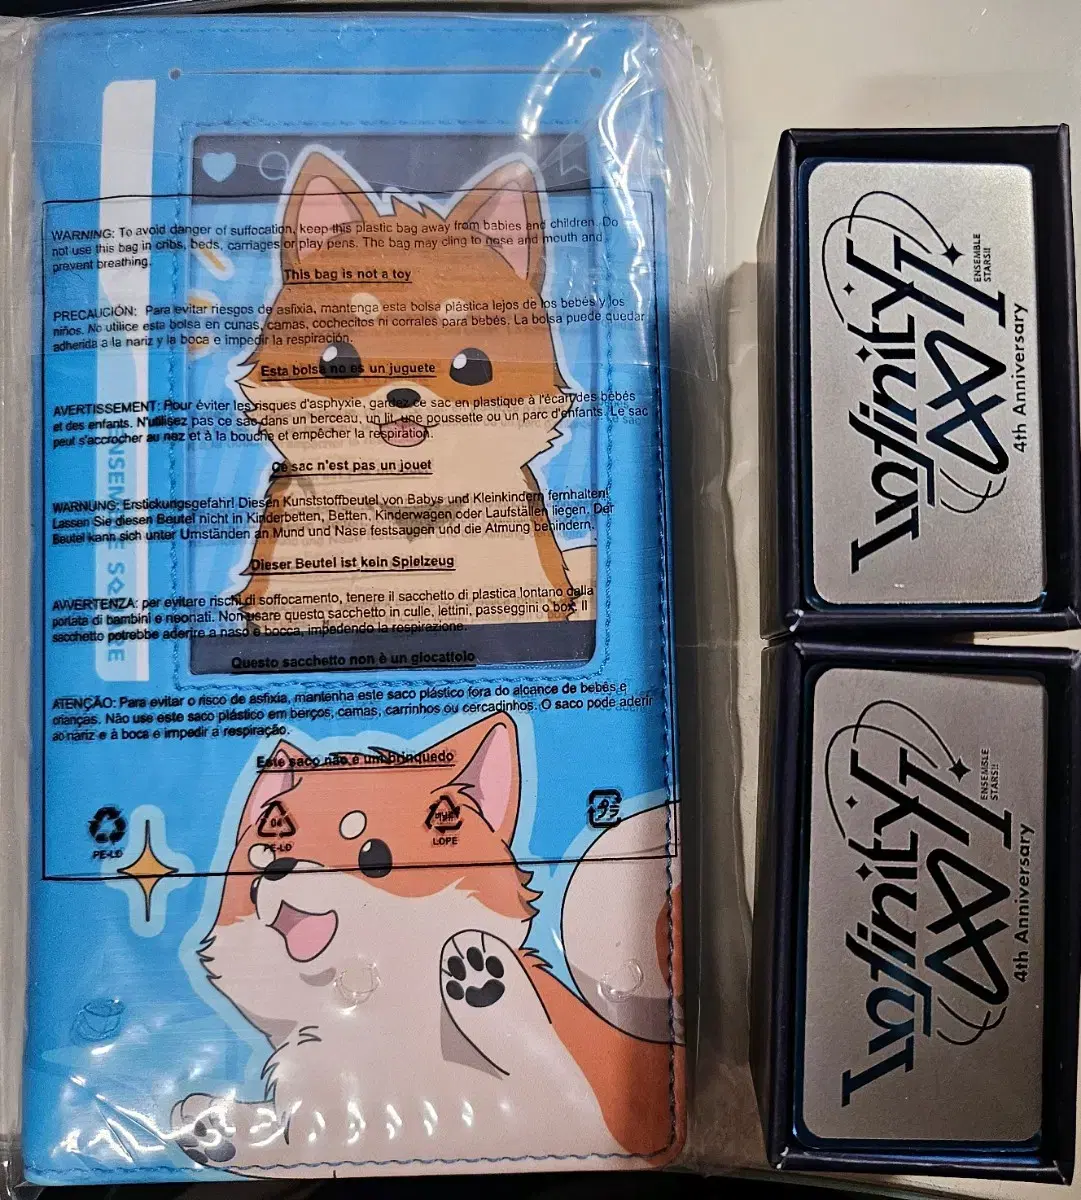 WARNING: To avoid danger of suffocation, keep this plastic bag away from babies and children. Do
not use this bag in cribs, beds, carriages or play pens. The bag may cling to nose and mouth and
prevent breathing.
This bag is not a toy
PRECAUCIÓN: Para evitar riesgos de asfixia, mantenga esta bolsa plástica lejos de los bebés y los
niños. No utilice esta bolsa en cunas, camas, cochecitos ni corrales para bebés. La bolsa puede quedar
adherida a la nariz y la boca e impedir la respiración.
Esta bolsa no es un juguete
AVERTISSEMENT: Pour éviter les risques d'asphyxie, gardez ce sac en plastique à l'écart des bébés
et des enfants. N'utilisez pas ce sac dans un berceau, un lit, une poussette ou un parc d'enfants. Le sac
peut s'accrocher au nez et à la bouche et empêcher la respiration.
Ce sac n'est pas un jouet
WARNUNG: Erstickungsgefahr! Diesen Kunststoffbeutel von Babys und Kleinkindern fernhalten!
Lassen Sie diesen Beutel nicht in Kinderbetten, Betten, Kinderwagen oder Laufställen liegen. Der
Beutel kann sich unter Umständen an Mund und Nase festsaugen und die Atmung behindern.
Dieser Beutel ist kein Spielzeug
AVVERTENZA: per evitare rischi di soffocamento, tenere il sacchetto di plastica lontano dalla
portata di bambini e neonati. Non usare questo sacchetto in culle, lettini, passeggini o box. Il
sacchetto potrebbe aderire a naso e bocca, impedendo la respirazione.
Questo sacchetto non è un giocattolo
ATENÇÃO: Para evitar o risco de asfixia, mantenha este saco plástico fora do alcance de bebês e
crianças. Não use este saco plástico em berços, camas, carrinhos ou cercadinhos. O saco pode aderir
ao nariz e à boca e impedir a respiração.
Este saco não é um brinquedo
PE-LD
04
PE-LD
LDPE
ENSEMBLE SQUARE
Infinity
ENSEMBLE
STARS!!
4th Anniversary
Infinity
ENSEMBLE
STARS!!
4th Anniversary